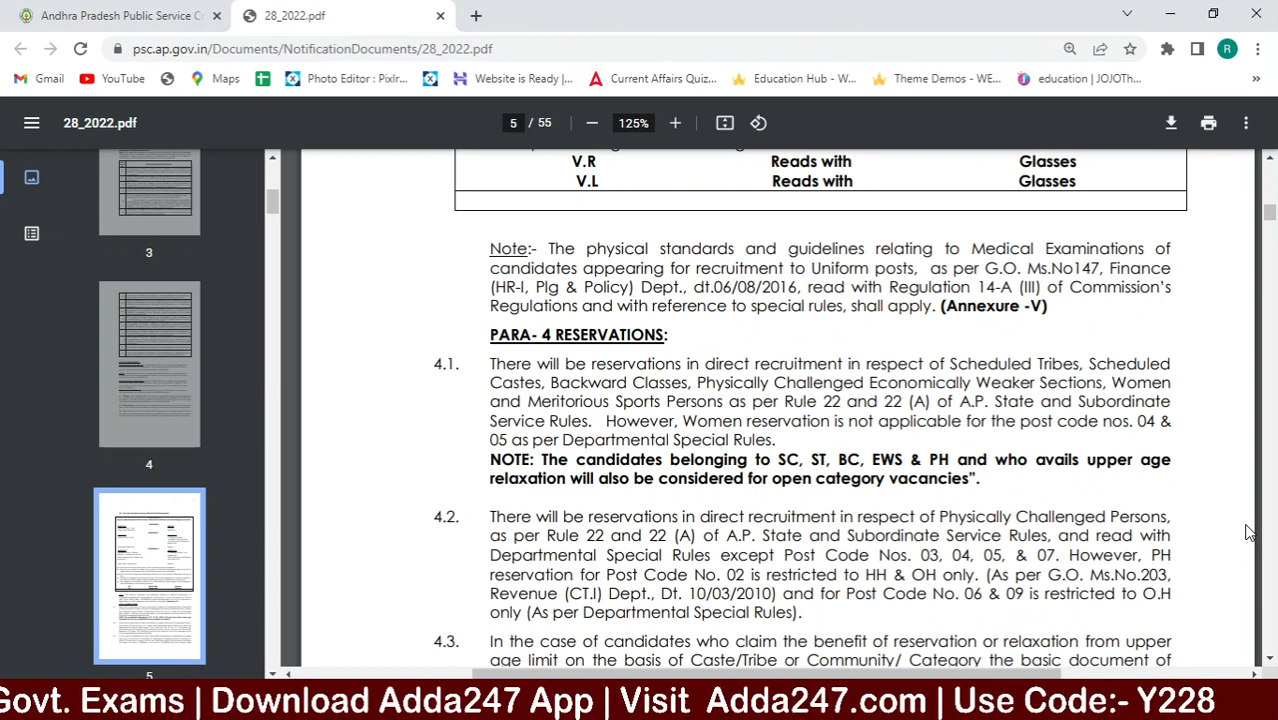 Andhra Pradesh Public Service Co
28_2022.pdf
psc.ap.gov.in/Documents/NotificationDocuments/28_2022.pdf
R
Gmail
YouTube
Maps
Photo Editor : Pixlr...
Website is Ready |...
Current Affairs Quiz...
Education Hub - W...
Theme Demos - WE...
education | JOJOTh...
»
28_2022.pdf
5 / 55
125%
3
4
5
V.R Reads with Glasses
V.L Reads with Glasses
Note:- The physical standards and guidelines relating to Medical Examinations of
candidates appearing for recruitment to Uniform posts, as per G.O. Ms.No147, Finance
(HR-I, Plg & Policy) Dept., dt.06/08/2016, read with Regulation 14-A (III) of Commission's
Regulations and with reference to special rules, shall apply. (Annexure -V)
PARA- 4 RESERVATIONS:
4.1. There will be reservations in direct recruitment in respect of Scheduled Tribes, Scheduled
Castes, Backward Classes, Physically Challenged Economically Weaker Sections, Women
and Meritorious Sports Persons as per Rule 22 and 22 (A) of A.P. State and Subordinate
Service Rules. However, Women reservation is not applicable for the post code nos. 04 &
05 as per Departmental Special Rules.
NOTE: The candidates belonging to SC, ST, BC, EWS & PH and who avails upper age
relaxation will also be considered for open category vacancies".
4.2. There will be reservations in direct recruitment in respect of Physically Challenged Persons,
as per Rule 22 and 22 (A) of A.P. State and Subordinate Service Rules, and read with
Departmental Special Rules except Post Code Nos. 03, 04, 05, & 07. However, PH
reservation for Post Code No. 02 is restricted to HH & OH only. (As per G.O. Ms.No.203,
Revenue (CT.I) Dept., Dt. 10/03/2010) and for Post Code No. 06 & 09 is restricted to O.H
only (As per Departmental Special Rules).
4.3. In the case of candidates who claim the benefit of reservation or relaxation from upper
age limit on the basis of Caste/Tribe or Community/ Category the basic document of
Govt. Exams | Download Adda247 App | Visit Adda247.com | Use Code:- Y228